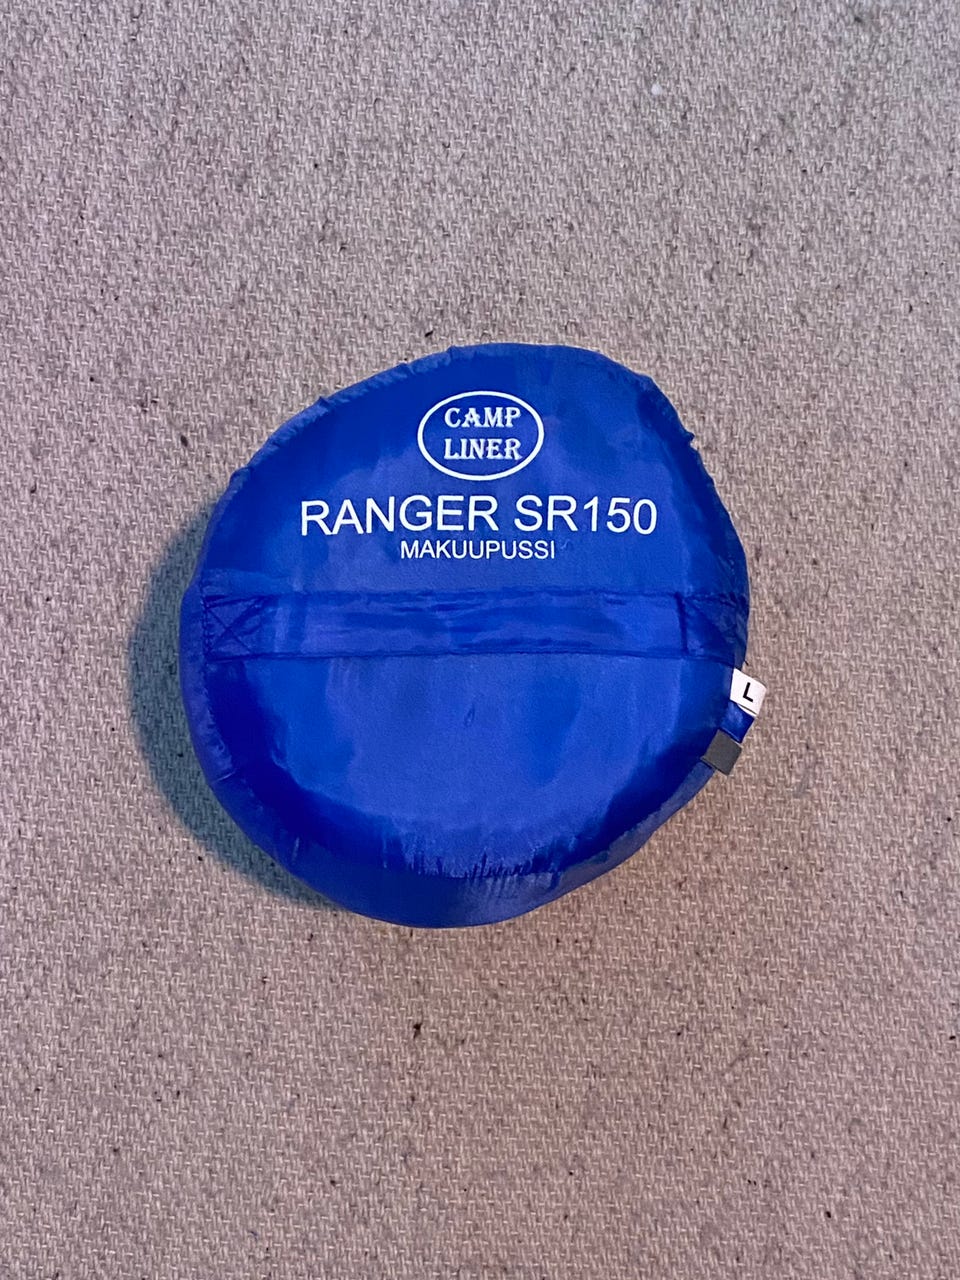 CAMP
LINER
RANGER SR150
MAKUUPUSSI
L